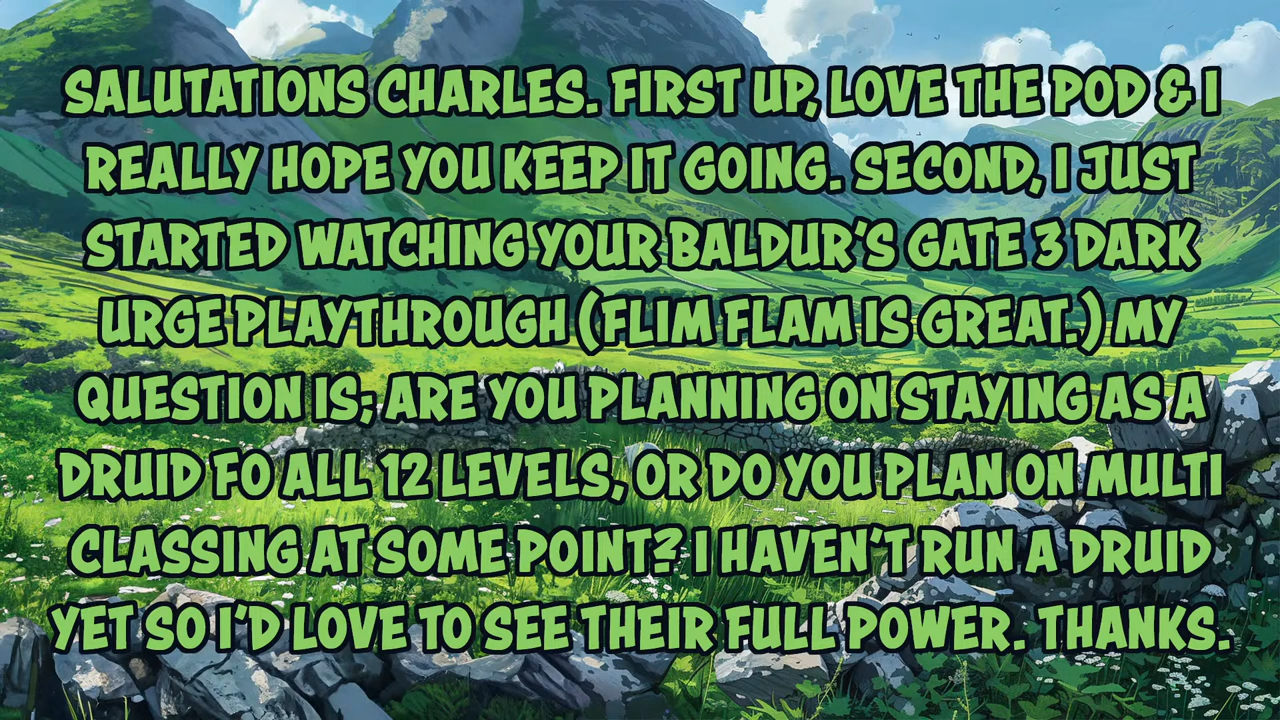 SALUTATIONS CHARLES. FIRST UP, LOVE THE POD & I
REALLY HOPE YOU KEEP IT GOING. SECOND, I JUST
STARTED WATCHING YOUR BALDUR'S GATE 3 DARK
URGE PLAYTHROUGH (FLIM FLAM IS GREAT.) MY
QUESTION IS; ARE YOU PLANNING ON STAYING AS A
DRUID FO ALL 12 LEVELS, OR DO YOU PLAN ON MULTI
CLASSING AT SOME POINT? I HAVEN'T RUN A DRUID
YET SO I'D LOVE TO SEE THEIR FULL POWER. THANKS.